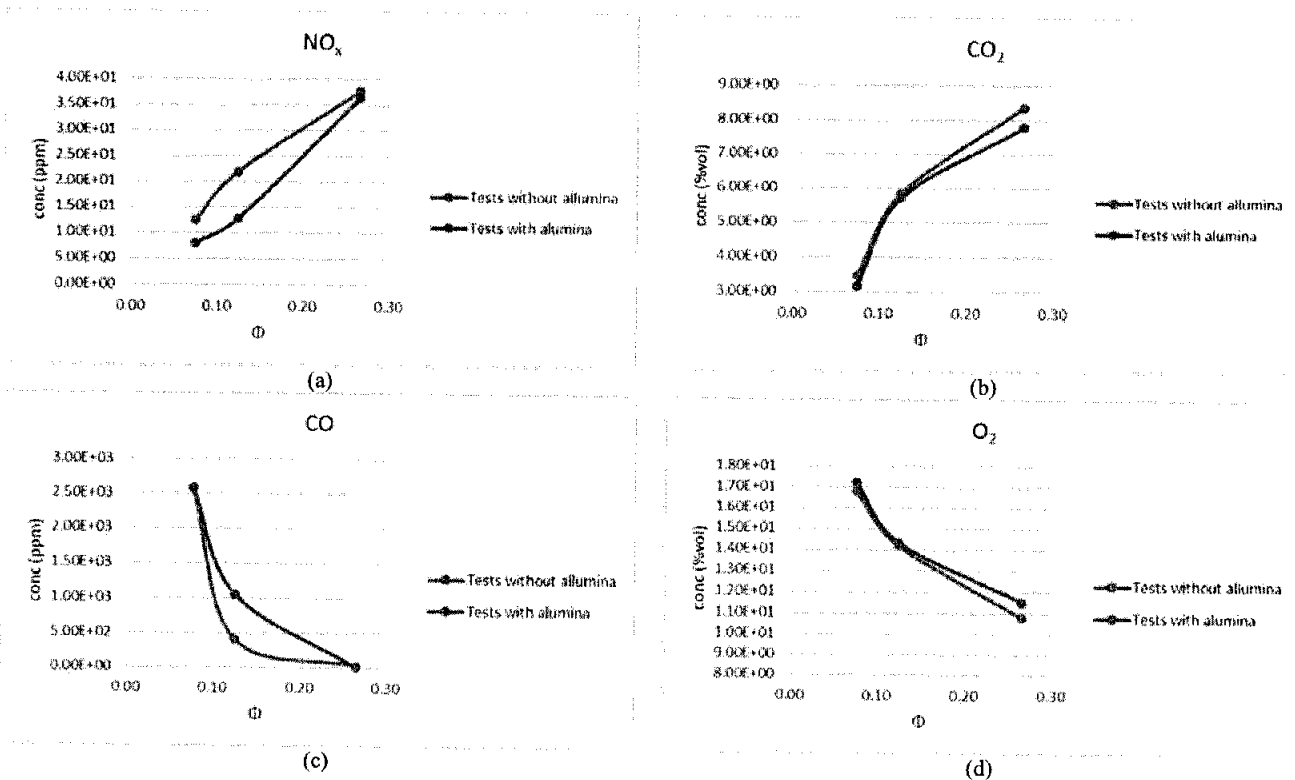 NOx
4.00E+01
3.50E+01
3.00E+01
2.50E+01
2.00E+01
1.50E+01
1.00E+01
5.00E+00
0.00E+00
conc (ppm)
0.00 0.10 0.20 0.30
Φ
Tests without allumina
Tests with alumina
(a)
CO2
9.00E+00
8.00E+00
7.00E+00
6.00E+00
5.00E+00
4.00E+00
3.00E+00
conc (%vol)
0.00 0.10 0.20 0.30
Φ
Tests without allumina
Tests with alumina
(b)
CO
3.00E+03
2.50E+03
2.00E+03
1.50E+03
1.00E+03
5.00E+02
0.00E+00
conc (ppm)
0.00 0.10 0.20 0.30
Φ
Tests without allumina
Tests with alumina
(c)
O2
1.80E+01
1.70E+01
1.60E+01
1.50E+01
1.40E+01
1.30E+01
1.20E+01
1.10E+01
1.00E+01
9.00E+00
8.00E+00
conc (%vol)
0.00 0.10 0.20 0.30
Φ
Tests without allumina
Tests with alumina
(d)